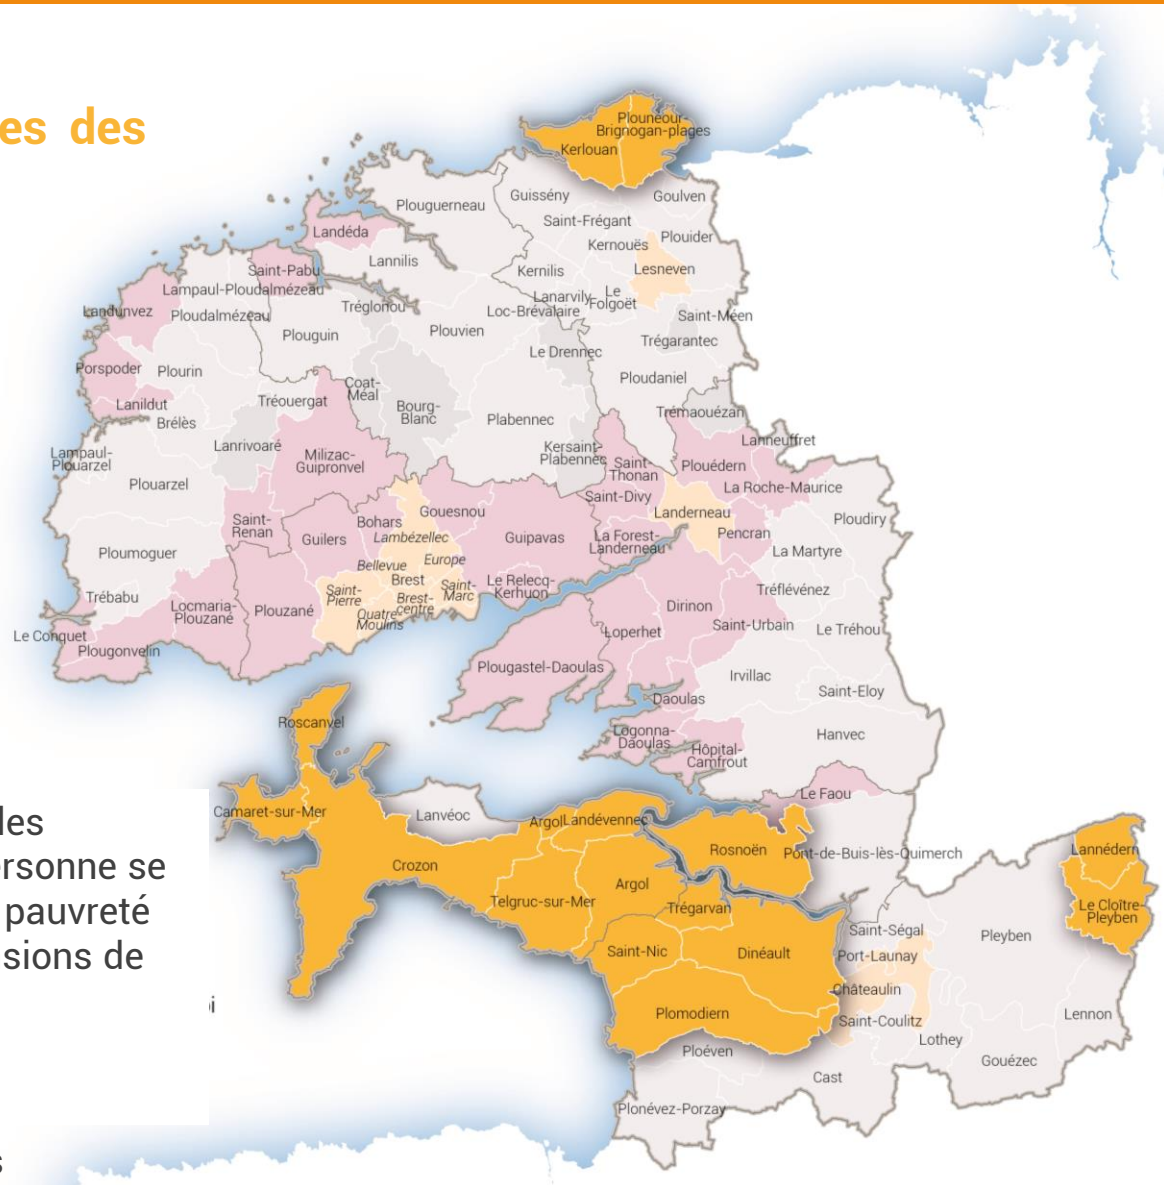 es des
Plounéour-
Brignogan-plages
Kerlouan
Guissény
Goulven
Plouguerneau
Saint-Frégant
Landéda
Kernouës
Plouider
Lannilis
Saint-Pabu
Kernilis
Lesneven
Lampaul-Ploudalmézeau
Lanarvily
Le
Folgoët
Landunvez
Ploudalmézeau
Tréglonou
Loc-Brévalaire
Saint-Méen
Plouguin
Plouvien
Trégarantec
Le Drennec
Porspoder
Plourin
Ploudaniel
Coat-
Méal
Lanildut
Tréouergat
Bourg-
Blanc
Trémaouézan
Brélès
Plabennec
Lanrivoaré
Lanneuffret
Lampaul-
Plouarzel
Milizac-
Guipronvel
Kersaint-
Plabennec
Saint-
Thonan
Plouédern
Plouarzel
Saint-Divy
La Roche-Maurice
Gouesnou
Landerneau
Saint-
Renan
Bohars
Ploudiry
Guilers
Lambézellec
Guipavas
La Forest-
Landerneau
Pencran
Ploumoguer
La Martyre
Bellevue
Europe
Brest
Le Relecq-
Kerhuon
Tréflévénez
Trébabu
Saint-
Pierre
Brest-
centre
Saint-
Marc
Locmaria-
Plouzané
Plouzané
Quatre-
Moulins
Dirinon
Saint-Urbain
Le Tréhou
Le Conquet
Loperhet
Plougonvelin
Plougastel-Daoulas
Irvillac
Saint-Eloy
Daoulas
Roscanvel
Logonna-
Daoulas
Hanvec
Hôpital-
Camfrout
Le Faou
Camaret-sur-Mer
Lanvéoc
Argol
Landévennec
les
ersonne se
pauvreté
sions de
oi
s
Rosnoën
Pont-de-Buis-lès-Quimerch
Lannédern
Crozon
Argol
Telgruc-sur-Mer
Trégarvan
Le Cloître-
Pleyben
Saint-Ségal
Pleyben
Saint-Nic
Dinéault
Port-Launay
Châteaulin
Plomodiern
Saint-Coulitz
Lennon
Lothey
Ploéven
Gouézec
Cast
Plonévez-Porzay